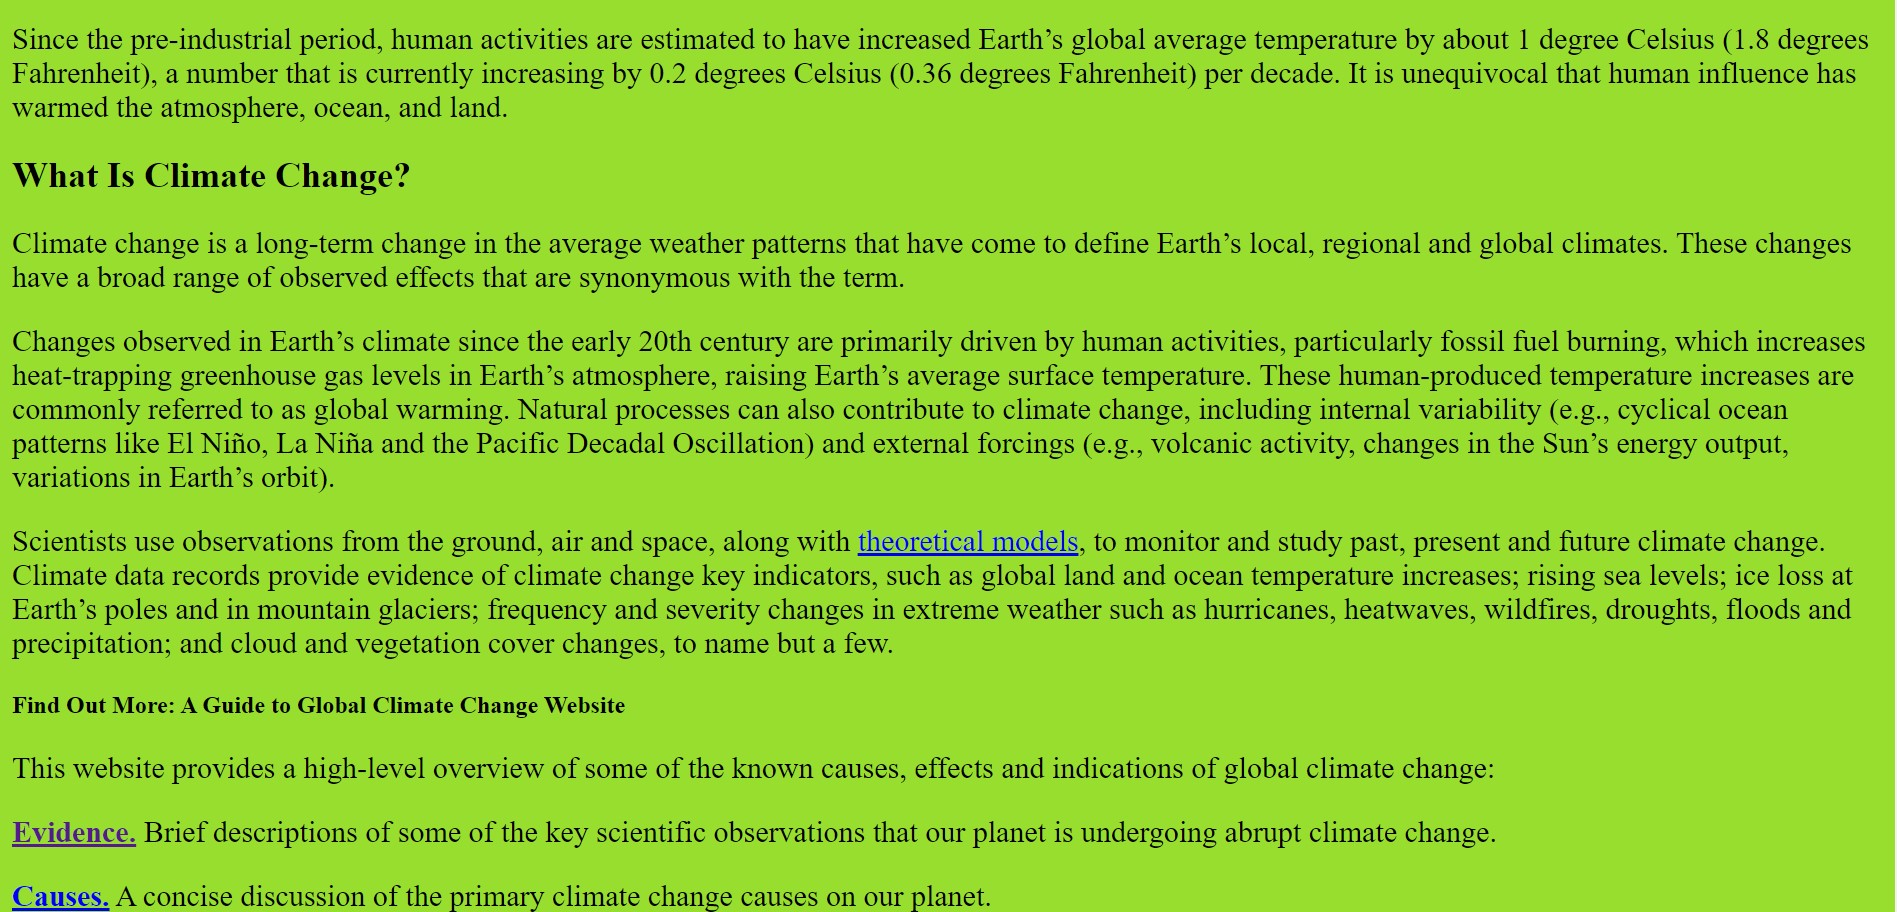 Since the pre-industrial period, human activities are estimated to have increased Earth’s global average temperature by about 1 degree Celsius (1.8 degrees
Fahrenheit), a number that is currently increasing by 0.2 degrees Celsius (0.36 degrees Fahrenheit) per decade. It is unequivocal that human influence has
warmed the atmosphere, ocean, and land.
What Is Climate Change?
Climate change is a long-term change in the average weather patterns that have come to define Earth’s local, regional and global climates. These changes
have a broad range of observed effects that are synonymous with the term.
Changes observed in Earth’s climate since the early 20th century are primarily driven by human activities, particularly fossil fuel burning, which increases
heat-trapping greenhouse gas levels in Earth’s atmosphere, raising Earth’s average surface temperature. These human-produced temperature increases are
commonly referred to as global warming. Natural processes can also contribute to climate change, including internal variability (e.g., cyclical ocean
patterns like El Niño, La Niña and the Pacific Decadal Oscillation) and external forcings (e.g., volcanic activity, changes in the Sun’s energy output,
variations in Earth’s orbit).
Scientists use observations from the ground, air and space, along with theoretical models, to monitor and study past, present and future climate change.
Climate data records provide evidence of climate change key indicators, such as global land and ocean temperature increases; rising sea levels; ice loss at
Earth’s poles and in mountain glaciers; frequency and severity changes in extreme weather such as hurricanes, heatwaves, wildfires, droughts, floods and
precipitation; and cloud and vegetation cover changes, to name but a few.
Find Out More: A Guide to Global Climate Change Website
This website provides a high-level overview of some of the known causes, effects and indications of global climate change:
Evidence. Brief descriptions of some of the key scientific observations that our planet is undergoing abrupt climate change.
Causes. A concise discussion of the primary climate change causes on our planet.